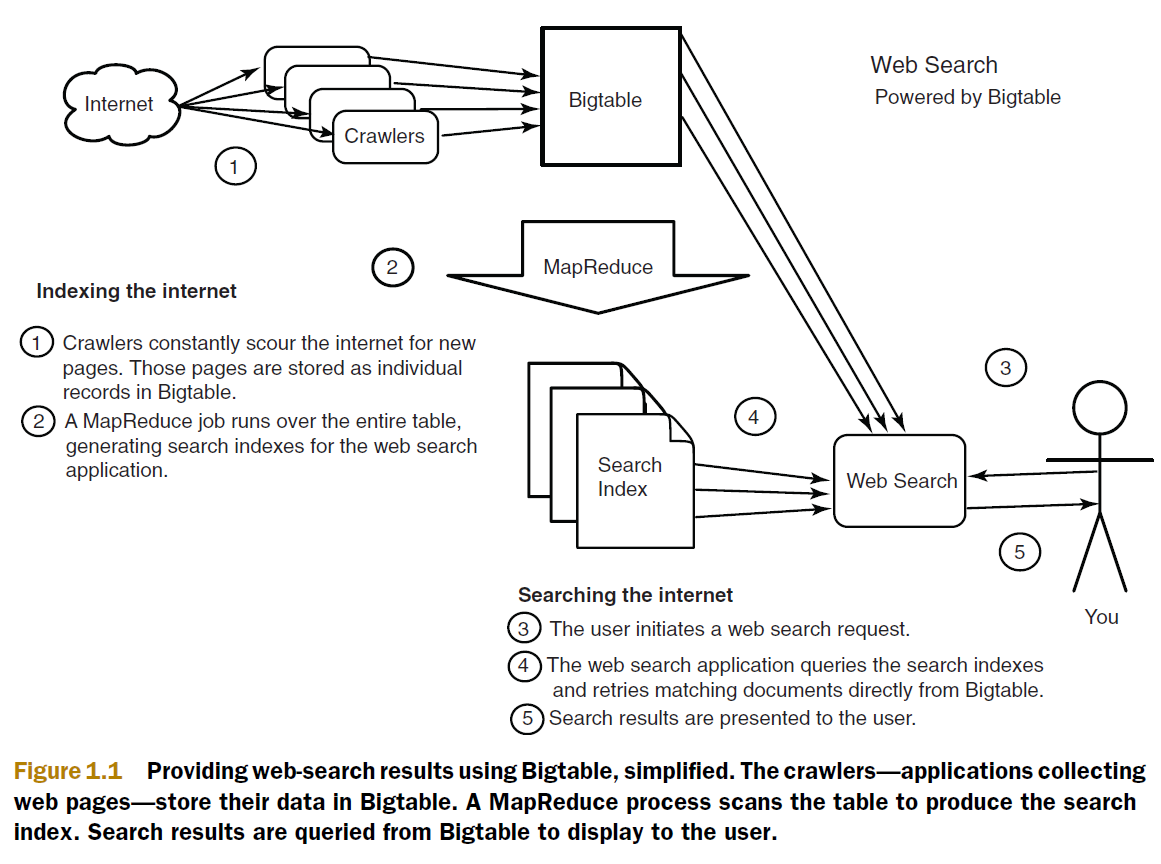 Web Search
Powered by Bigtable
Internet
Crawlers
Bigtable
1
2
MapReduce
Indexing the internet
1 Crawlers constantly scour the internet for new
pages. Those pages are stored as individual
records in Bigtable.
2 A MapReduce job runs over the entire table,
generating search indexes for the web search
application.
3
4
Search
Index
Web Search
5
You
Searching the internet
3 The user initiates a web search request.
4 The web search application queries the search indexes
and retries matching documents directly from Bigtable.
5 Search results are presented to the user.
Figure 1.1 Providing web-search results using Bigtable, simplified. The crawlers—applications collecting
web pages—store their data in Bigtable. A MapReduce process scans the table to produce the search
index. Search results are queried from Bigtable to display to the user.